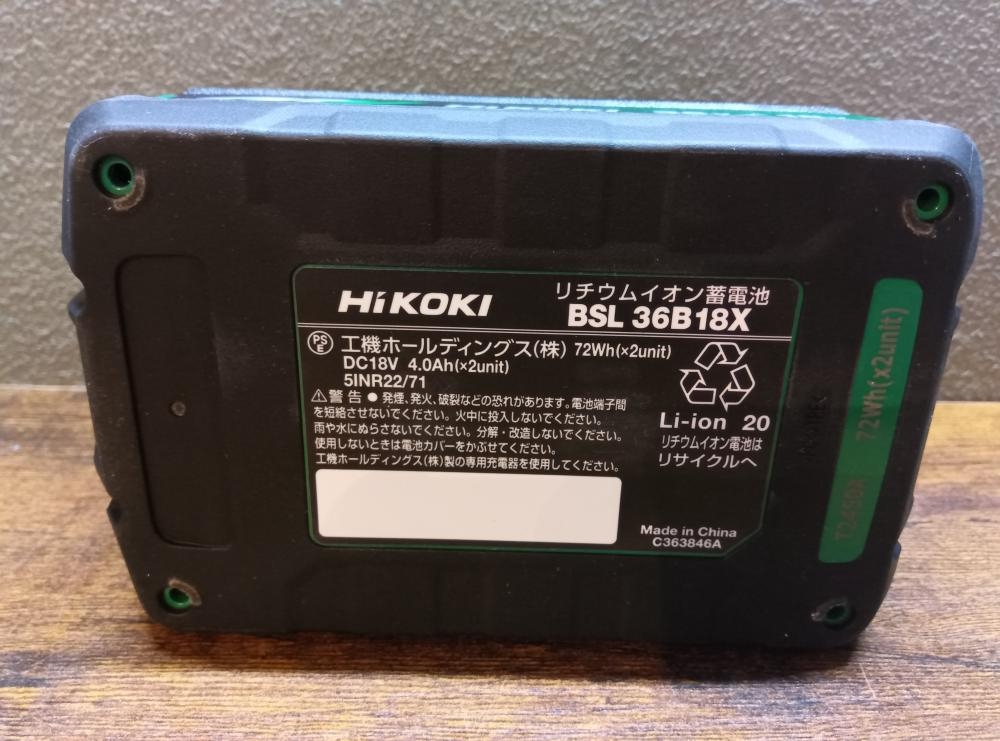 HiKOKI
リチウムイオン蓄電池
BSL 36B18X
PS E
工機ホールディングス(株) 72Wh(×2unit)
DC18V 4.0Ah(×2unit)
5INR22/71
⚠警告 ● 発煙、発火、破裂などの恐れがあります。電池端子間
を短絡させないでください。火中に投入しないでください。
雨や水にぬらさないでください。分解・改造しないでください。
使用しないときは電池カバーをかぶせてください。
工機ホールディングス(株)製の専用充電器を使用してください。
Li-ion 20
リチウムイオン電池は
リサイクルへ
Made in China
C363846A
72Wh(x2unit)